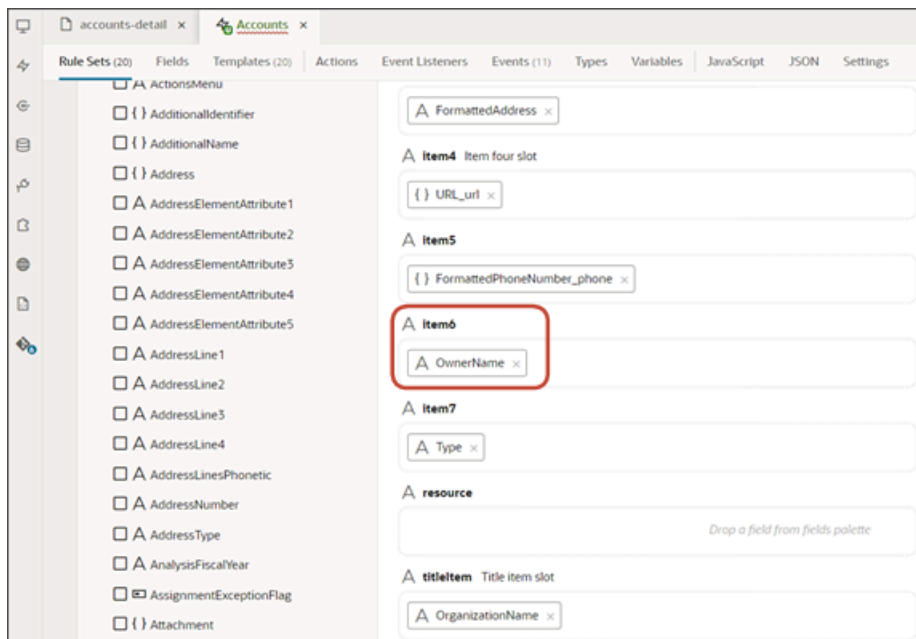 accounts-detail ×
Accounts ×
Rule Sets (20) Fields Templates (20) Actions Event Listeners Events (11) Types Variables JavaScript JSON Settings
ActionsMenu
{ } AdditionalIdentifier
{ } AdditionalName
{ } Address
A AddressElementAttribute1
A AddressElementAttribute2
A AddressElementAttribute3
A AddressElementAttribute4
A AddressElementAttribute5
A AddressLine1
A AddressLine2
A AddressLine3
A AddressLine4
A AddressLinesPhonetic
A AddressNumber
A AddressType
A AnalysisFiscalYear
AssignmentExceptionFlag
{ } Attachment
A FormattedAddress ×
A item4 Item four slot
{ } URL_url ×
A item5
{ } FormattedPhoneNumber_phone ×
A item6
A OwnerName ×
A item7
A Type ×
A resource
Drop a field from fields palette
A titleItem Title item slot
A OrganizationName ×